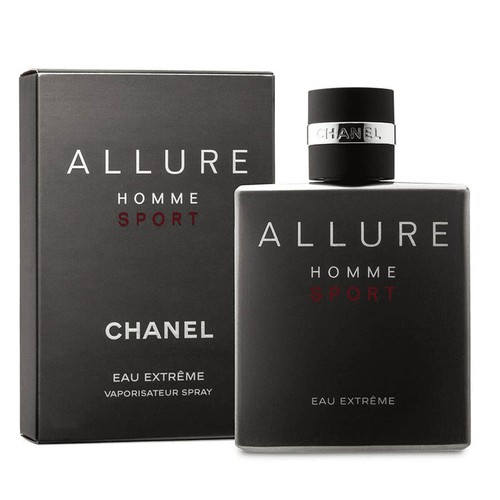 ALLURE
HOMME
SPORT
CHANEL
EAU EXTRÊME
VAPORISATEUR SPRAY
CHANEL
ALLURE
HOMME
SPORT
EAU EXTRÊME